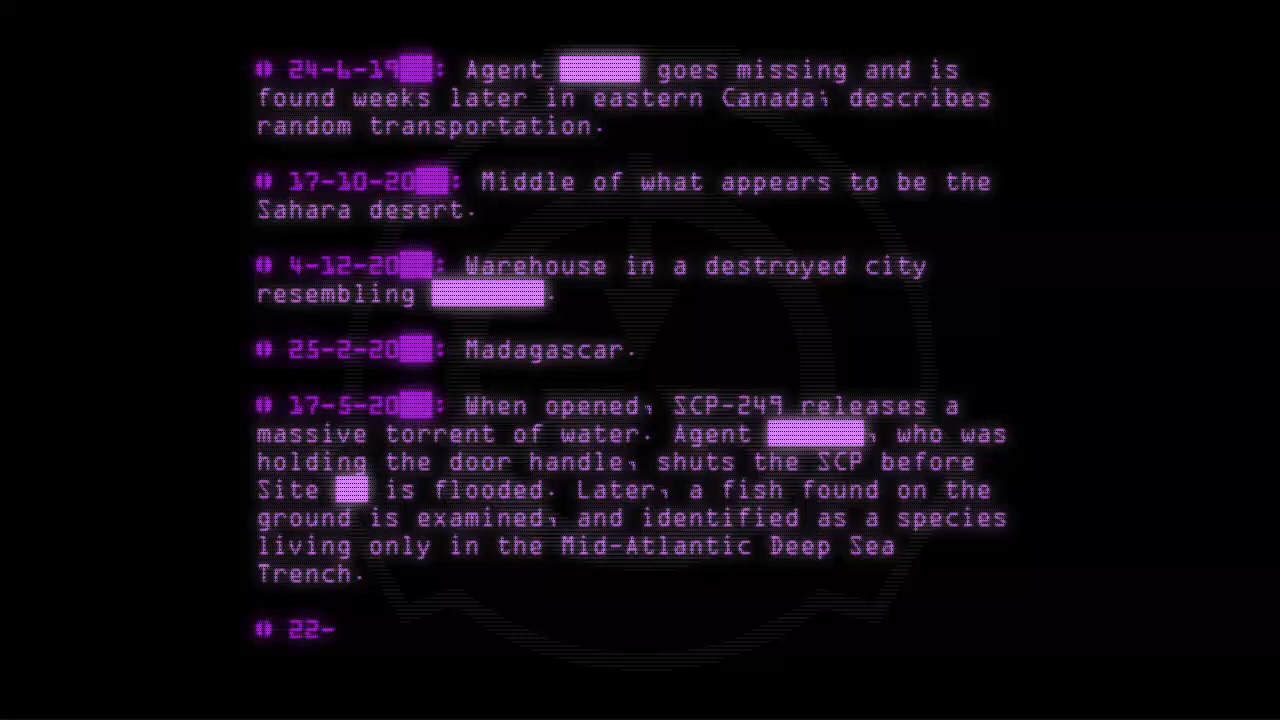 # 24-6-19██: Agent █████ goes missing and is
found weeks later in eastern Canada; describes
random transportation.
# 17-10-20██: Middle of what appears to be the
Sahara desert.
# 4-12-20██: Warehouse in a destroyed city
resembling ███████.
# 25-2-20██: Madagascar.
# 17-5-20██: When opened, SCP-249 releases a
massive torrent of water. Agent ██████, who was
holding the door handle, shuts the SCP before
Site ██ is flooded. Later, a fish found on the
ground is examined, and identified as a species
living only in the Mid-Atlantic Deep Sea
Trench.
# 22-